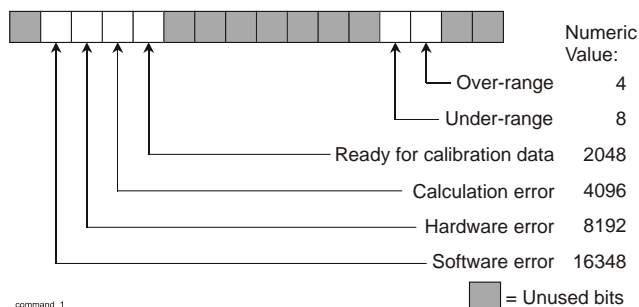 Numeric
Value:
Over-range 4
Under-range 8
Ready for calibration data 2048
Calculation error 4096
Hardware error 8192
Software error 16348
= Unused bits
command_1